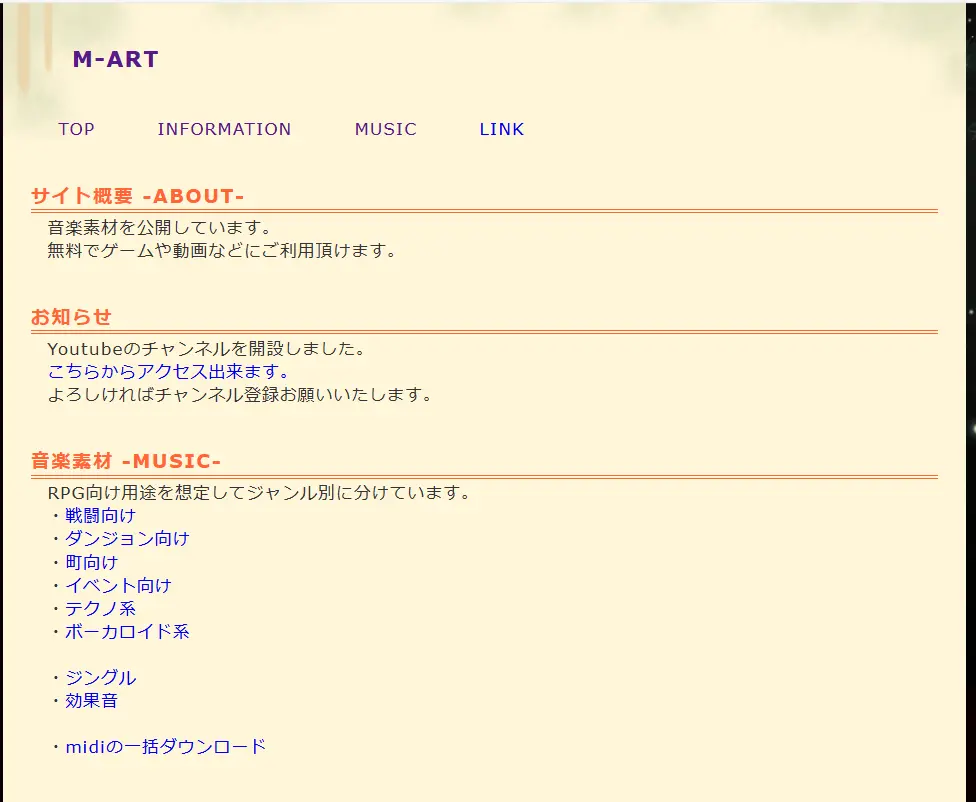 M-ART
TOP INFORMATION MUSIC LINK
サイト概要 -ABOUT-
音楽素材を公開しています。
無料でゲームや動画などにご利用頂けます。
お知らせ
Youtubeのチャンネルを開設しました。
こちらからアクセス出来ます。
よろしければチャンネル登録お願いいたします。
音楽素材 -MUSIC-
RPG向け用途を想定してジャンル別に分けています。
・戦闘向け
・ダンジョン向け
・町向け
・イベント向け
・テクノ系
・ボーカロイド系
・ジングル
・効果音
・midiの一括ダウンロード